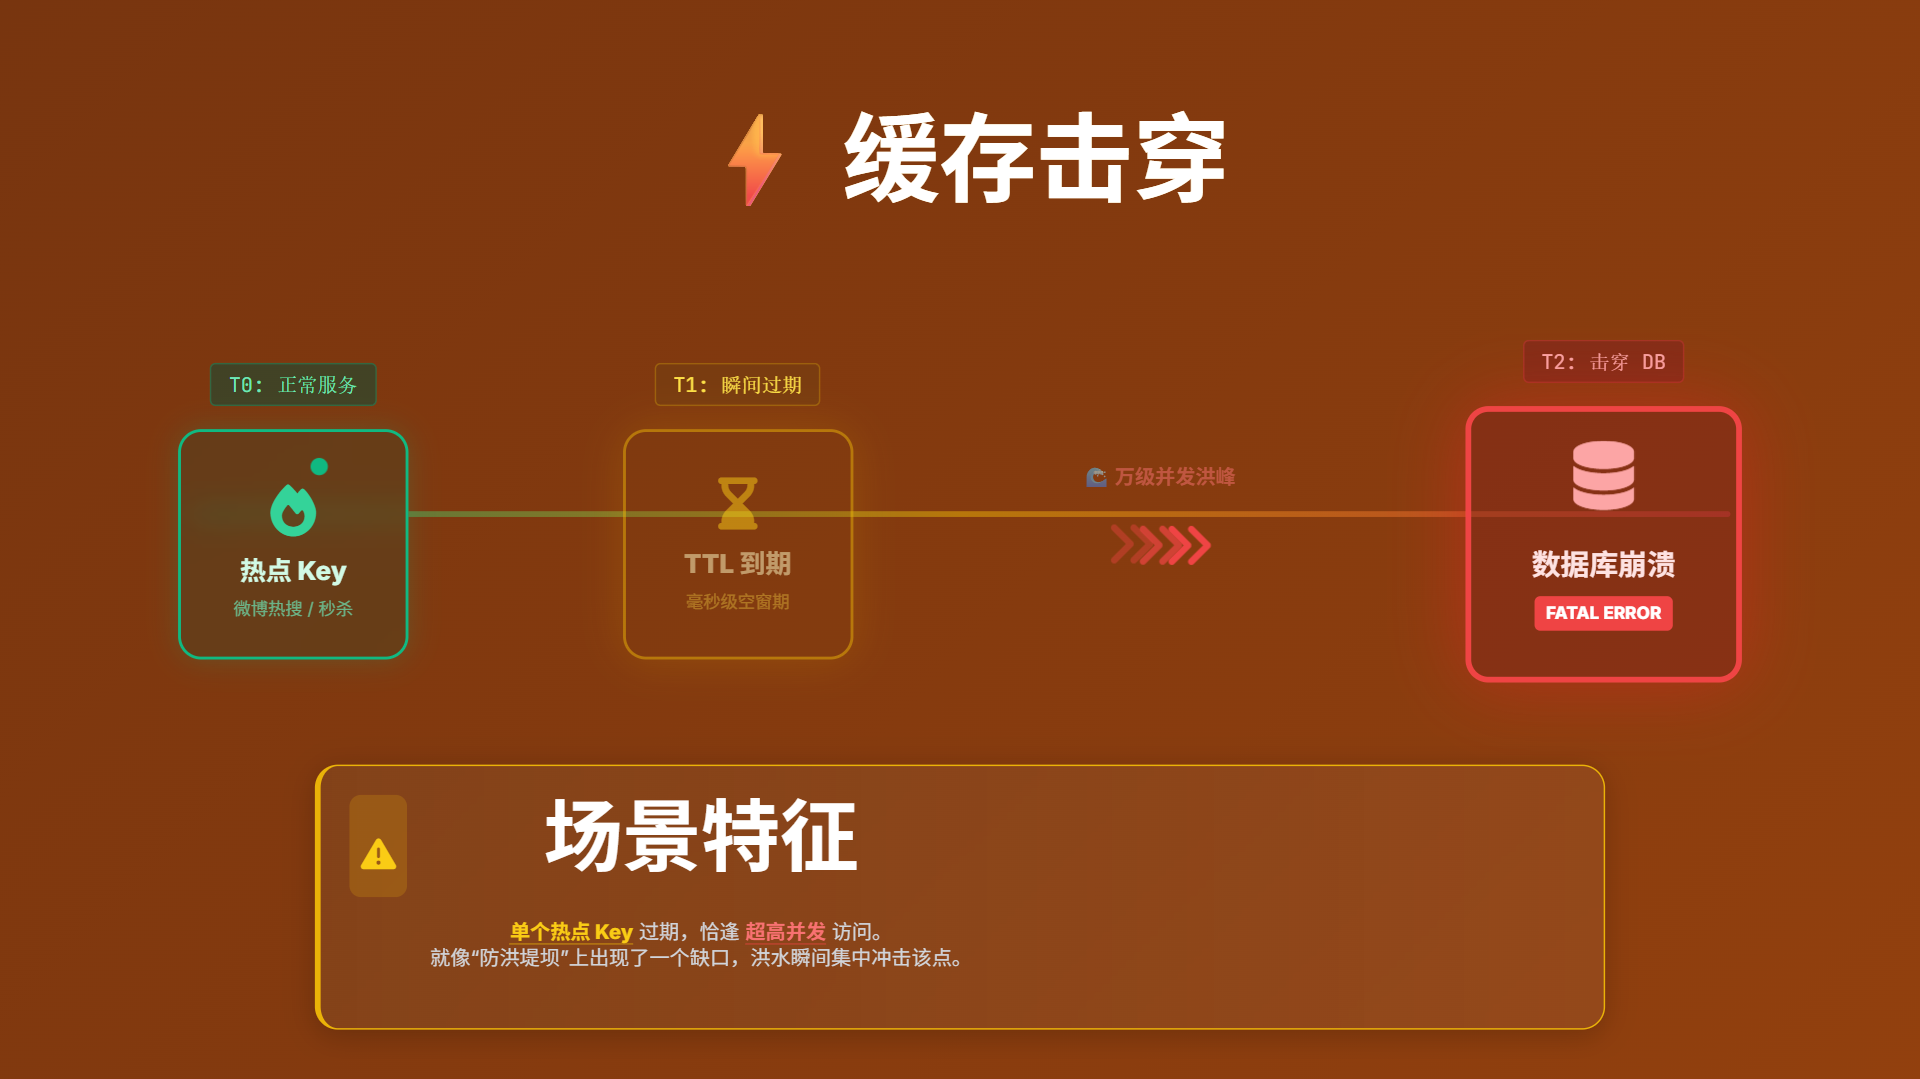 缓存击穿
T0: 正常服务
热点 Key
微博热搜 / 秒杀
T1: 瞬间过期
TTL 到期
毫秒级空窗期
🌊 万级并发洪峰
T2: 击穿 DB
数据库崩溃
FATAL ERROR
场景特征
单个热点 Key 过期，恰逢 超高并发 访问。
就像“防洪堤坝”上出现了一个缺口，洪水瞬间集中冲击该点。